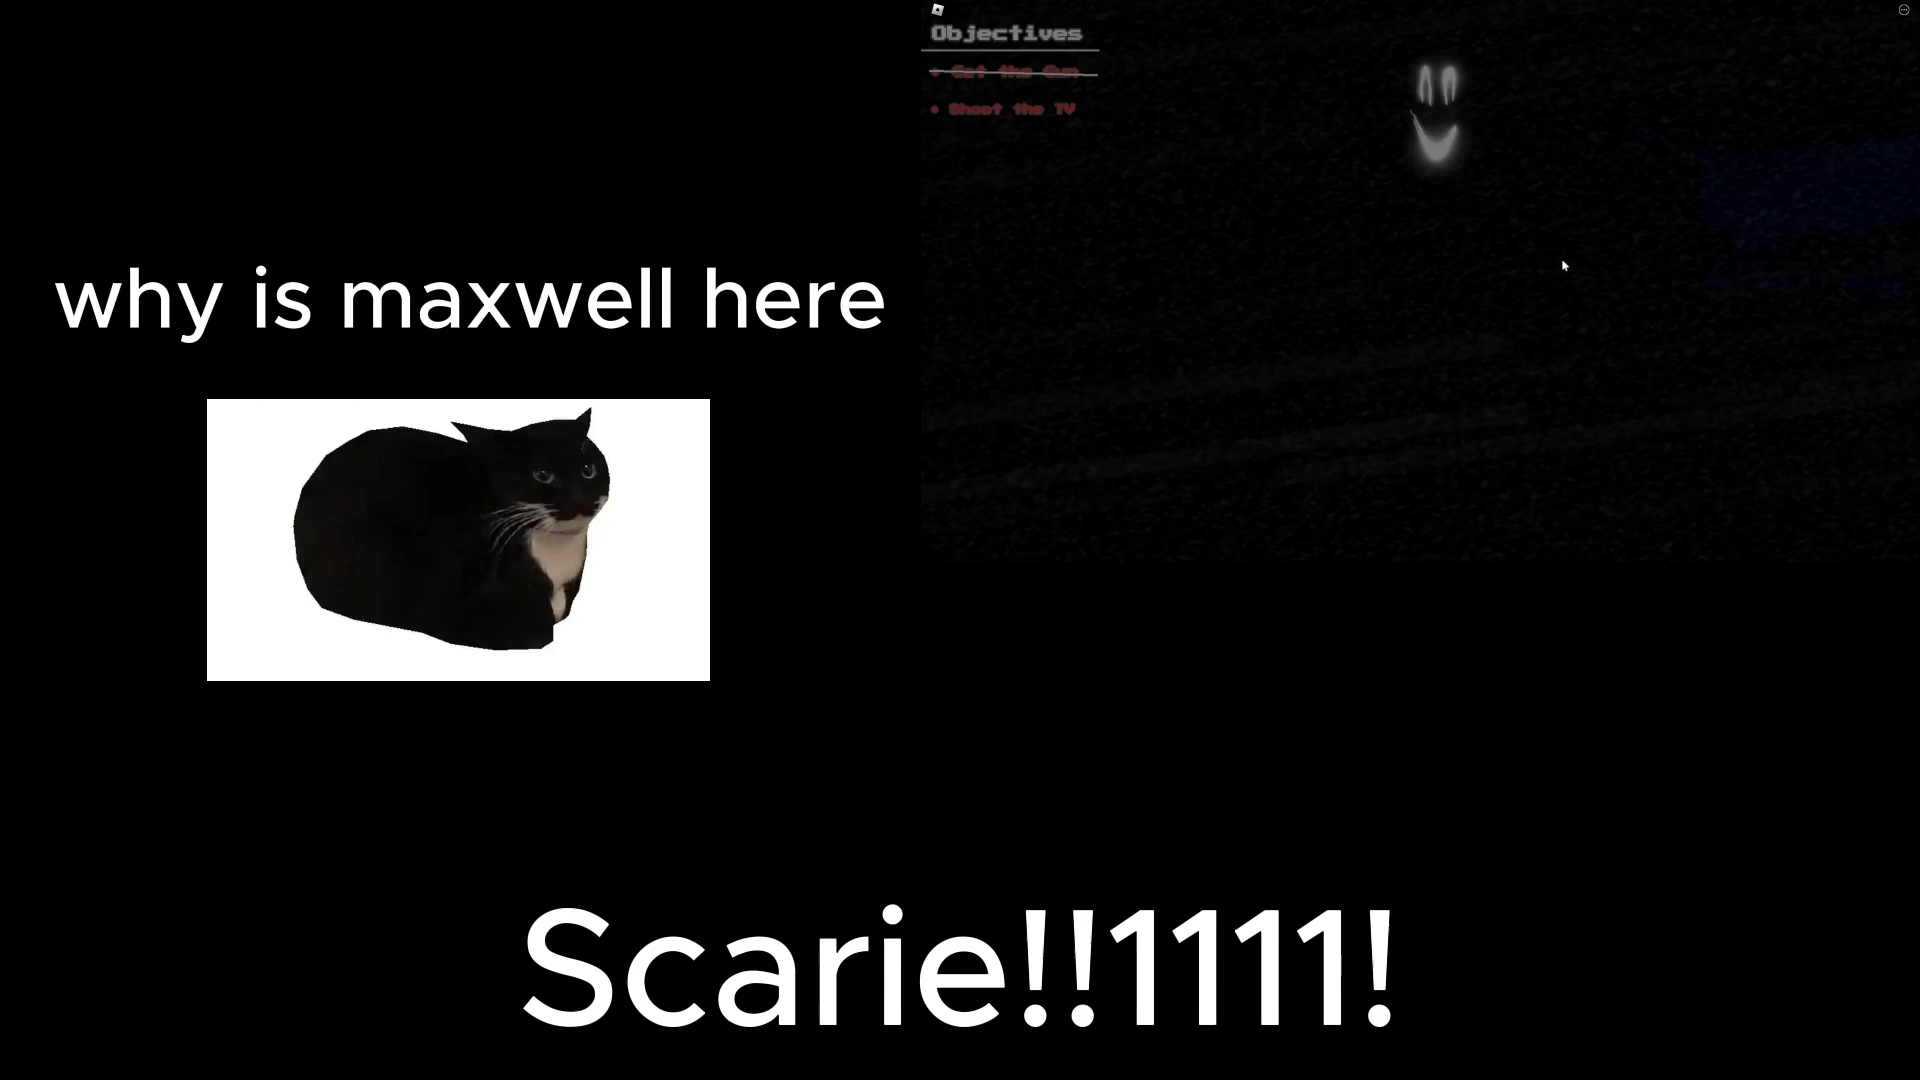 Objectives
• Get the Gun
• Shoot the TV
why is maxwell here
Scarie!!1111!